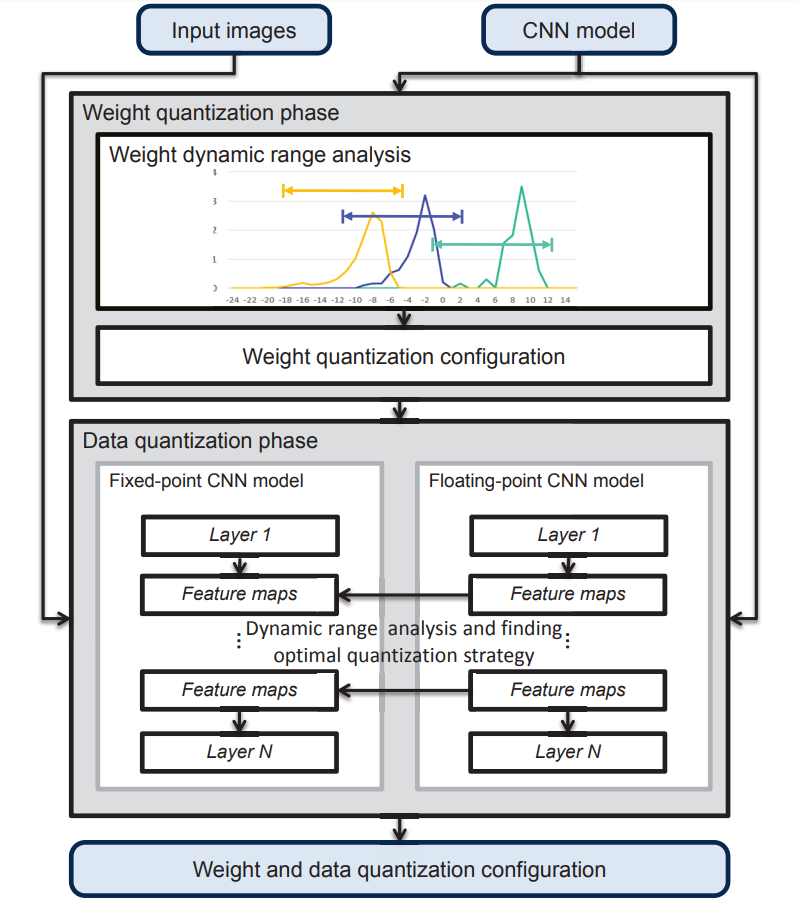 Input images
CNN model
Weight quantization phase
Weight dynamic range analysis
4
3
2
1
0
-24 -22 -20 -18 -16 -14 -12 -10 -8 -6 -4 -2 0 2 4 6 8 10 12 14
Weight quantization configuration
Data quantization phase
Fixed-point CNN model
Floating-point CNN model
Layer 1
Layer 1
Feature maps
Feature maps
⋮ Dynamic range analysis and finding ⋮
optimal quantization strategy
Feature maps
Feature maps
Layer N
Layer N
Weight and data quantization configuration